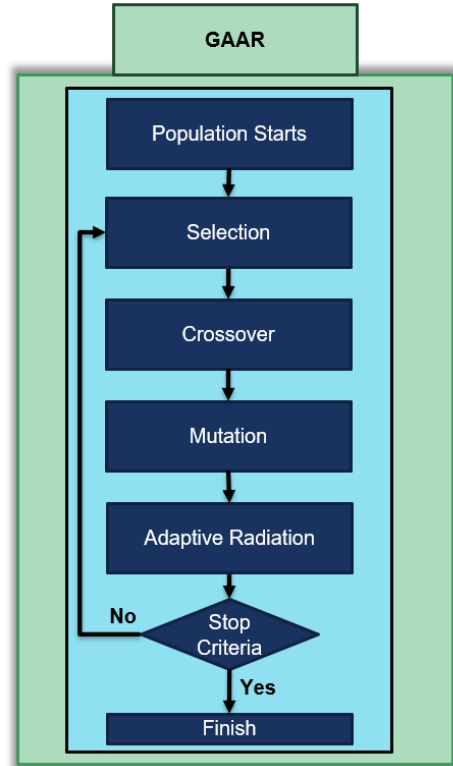 GAAR
Population Starts
Selection
Crossover
Mutation
Adaptive Radiation
No
Stop
Criteria
Yes
Finish